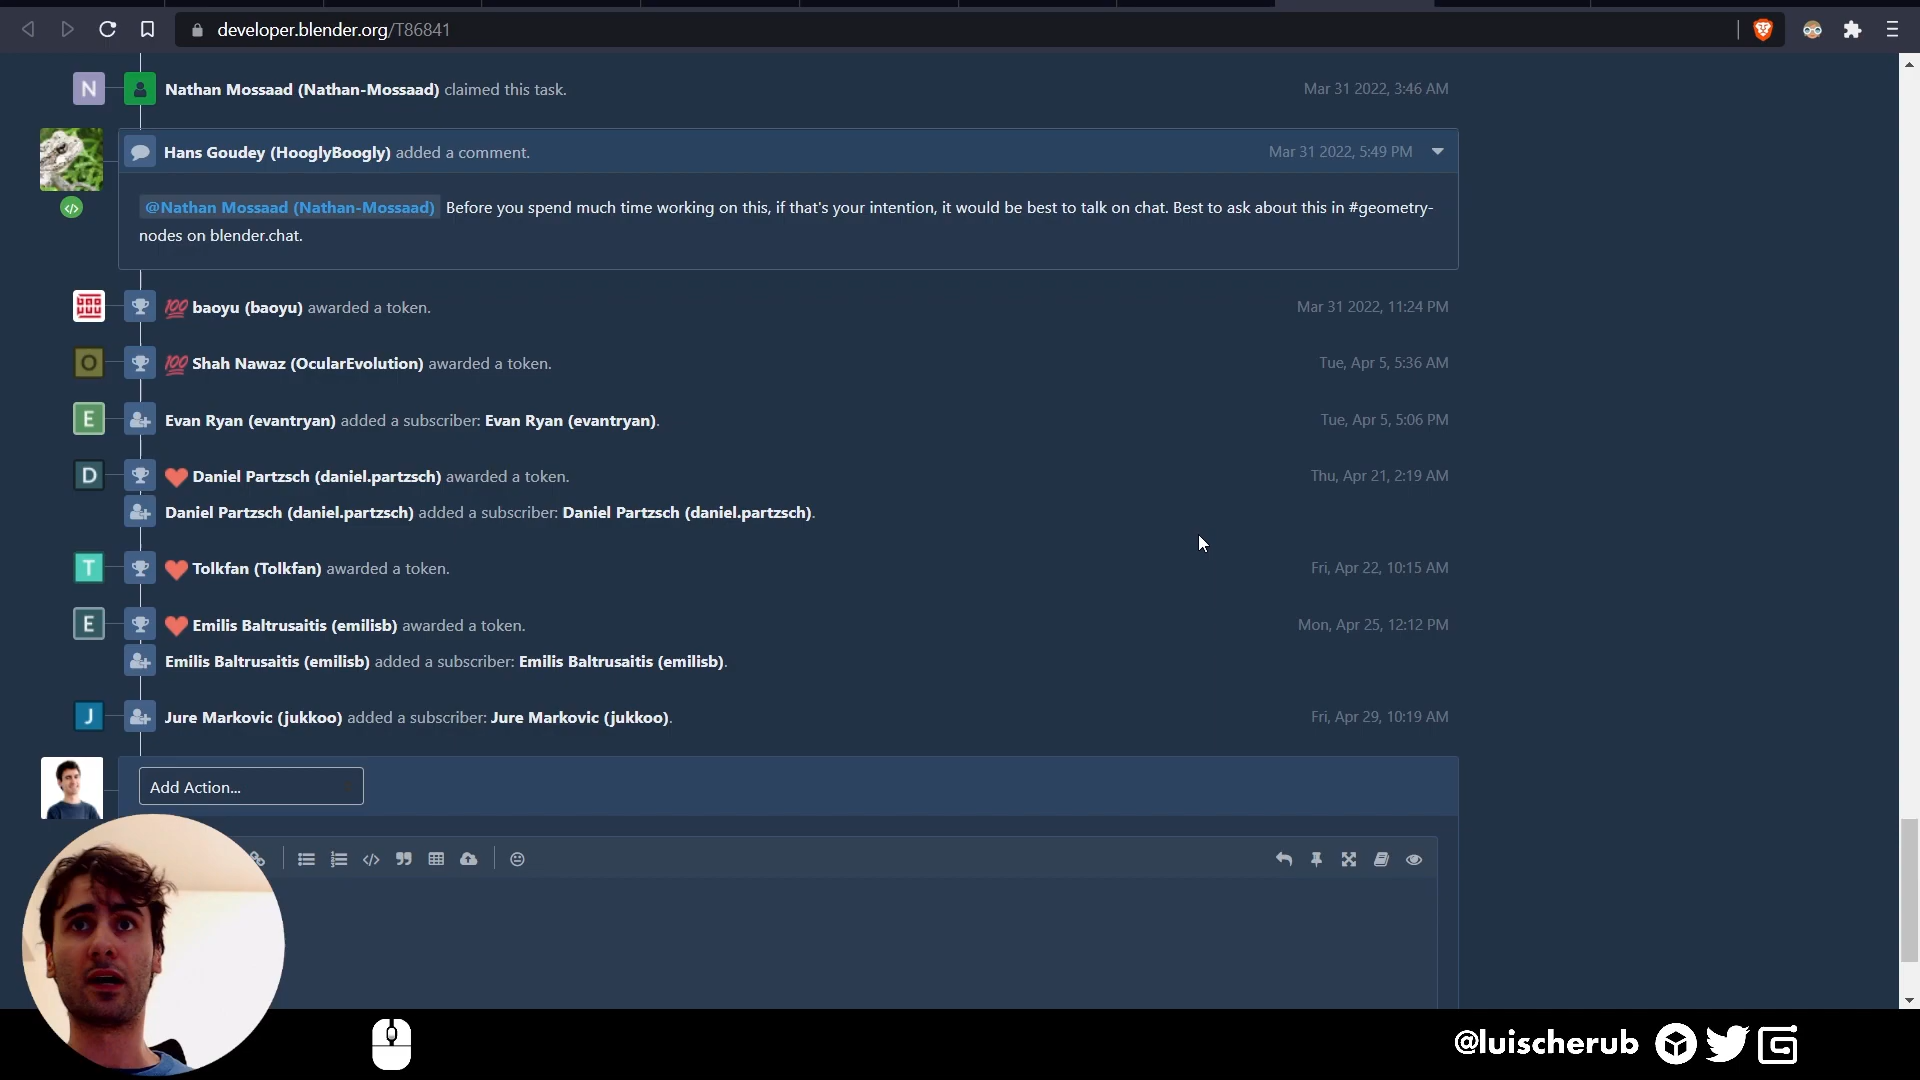 developer.blender.org/T86841
N
Nathan Mossaad (Nathan-Mossaad) claimed this task.
Mar 31 2022, 3:46 AM
Hans Goudey (HooglyBoogly) added a comment.
Mar 31 2022, 5:49 PM
@Nathan Mossaad (Nathan-Mossaad) Before you spend much time working on this, if that's your intention, it would be best to talk on chat. Best to ask about this in #geometry-
nodes on blender.chat.
100 baoyu (baoyu) awarded a token.
Mar 31 2022, 11:24 PM
O
100 Shah Nawaz (OcularEvolution) awarded a token.
Tue, Apr 5, 5:36 AM
E
Evan Ryan (evantryan) added a subscriber: Evan Ryan (evantryan).
Tue, Apr 5, 5:06 PM
D
Daniel Partzsch (daniel.partzsch) awarded a token.
Thu, Apr 21, 2:19 AM
Daniel Partzsch (daniel.partzsch) added a subscriber: Daniel Partzsch (daniel.partzsch).
T
Tolkfan (Tolkfan) awarded a token.
Fri, Apr 22, 10:15 AM
E
Emilis Baltrusaitis (emilisb) awarded a token.
Mon, Apr 25, 12:12 PM
Emilis Baltrusaitis (emilisb) added a subscriber: Emilis Baltrusaitis (emilisb).
J
Jure Markovic (jukkoo) added a subscriber: Jure Markovic (jukkoo).
Fri, Apr 29, 10:19 AM
Add Action...
@luischerub